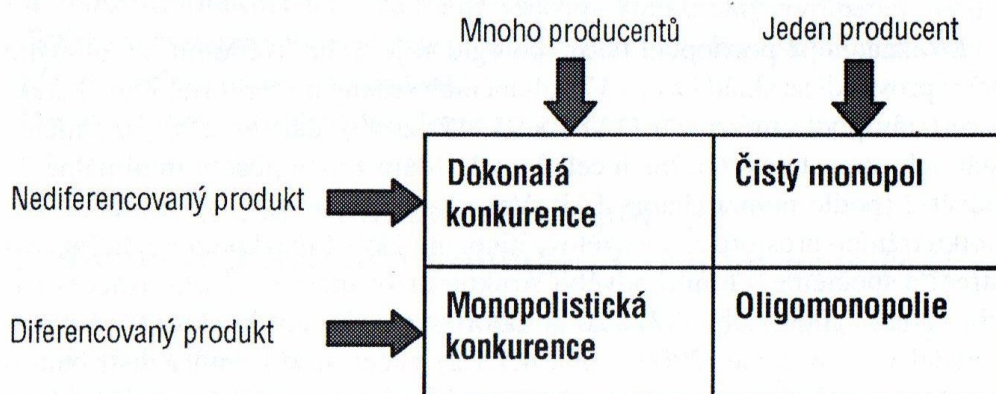 Mnoho producentů
Jeden producent
Nediferencovaný produkt
Dokonalá
konkurence
Čistý monopol
Diferencovaný produkt
Monopolistická
konkurence
Oligomonopolie